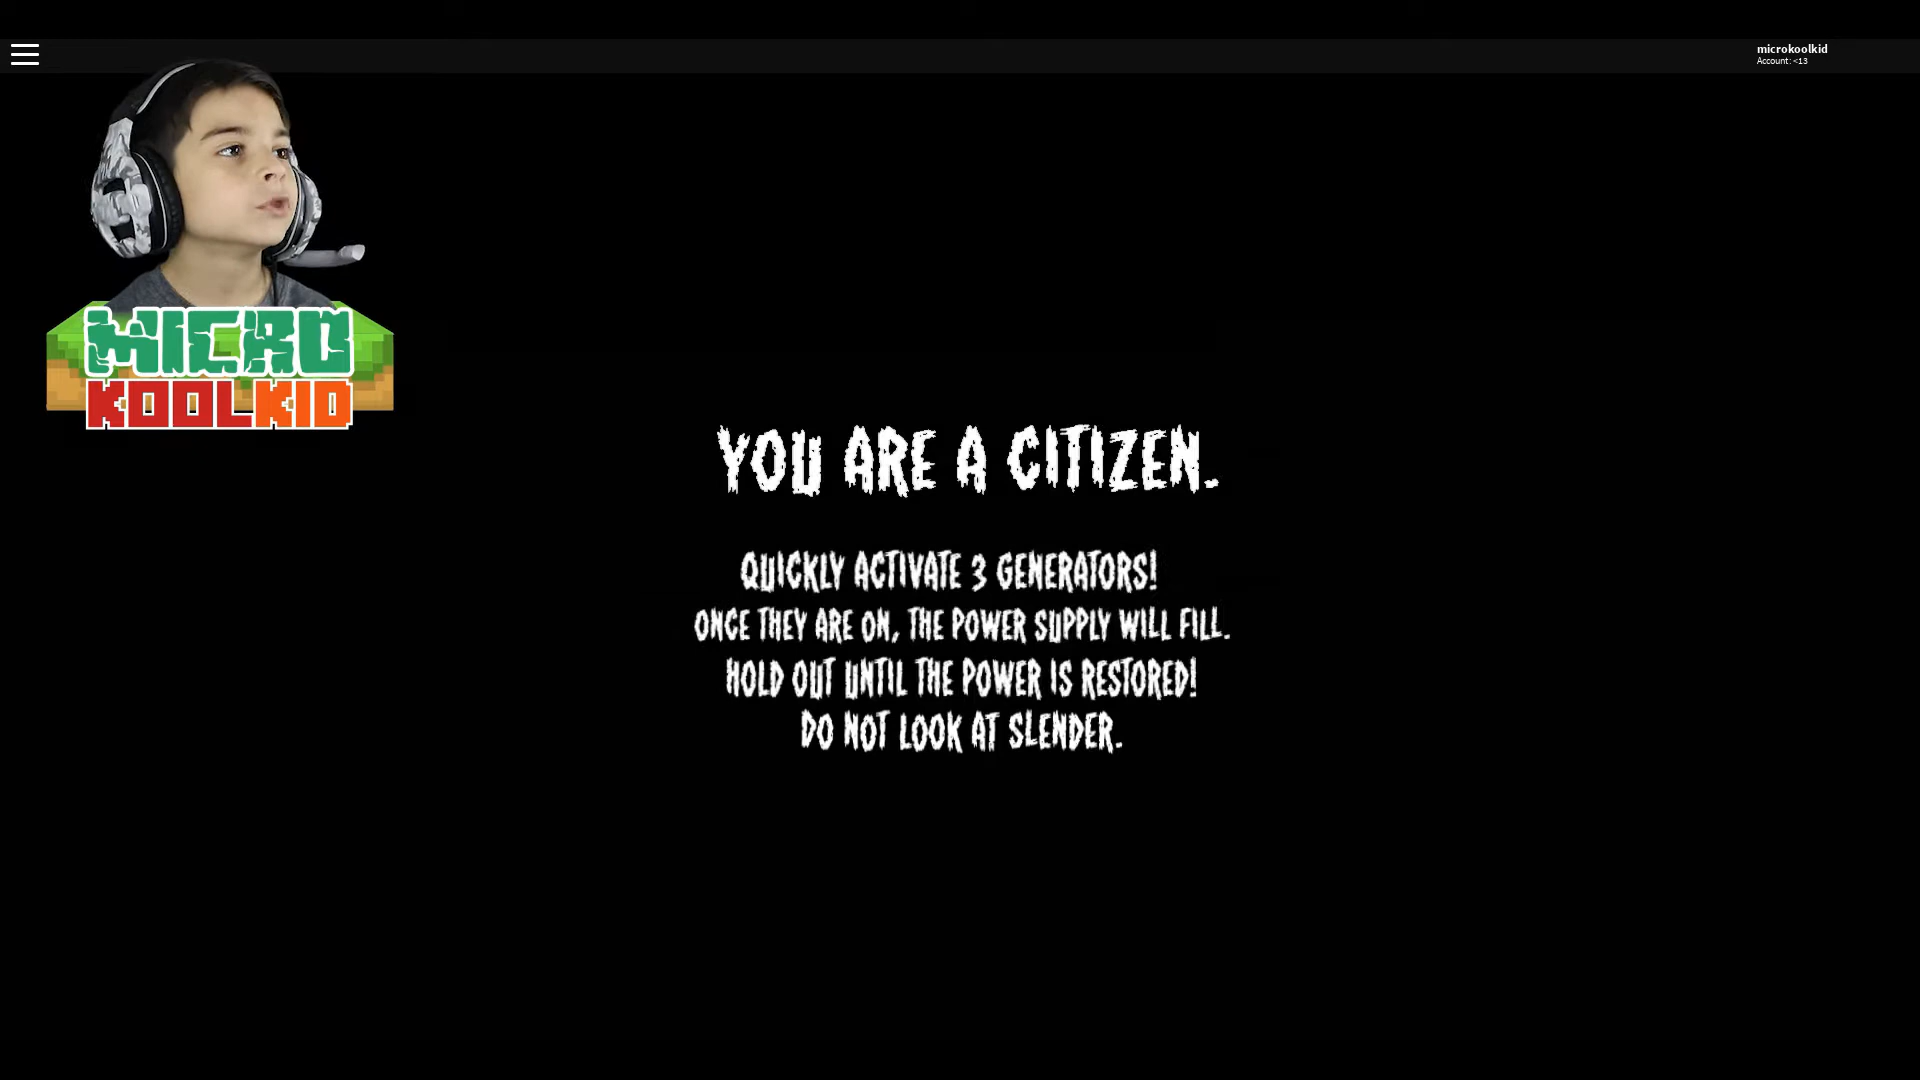 microkoolkid
Account: <13
MICRO
KOOLKID
YOU ARE A CITIZEN.
QUICKLY ACTIVATE 3 GENERATORS!
ONCE THEY ARE ON, THE POWER SUPPLY WILL FILL.
HOLD OUT UNTIL THE POWER IS RESTORED!
DO NOT LOOK AT SLENDER.